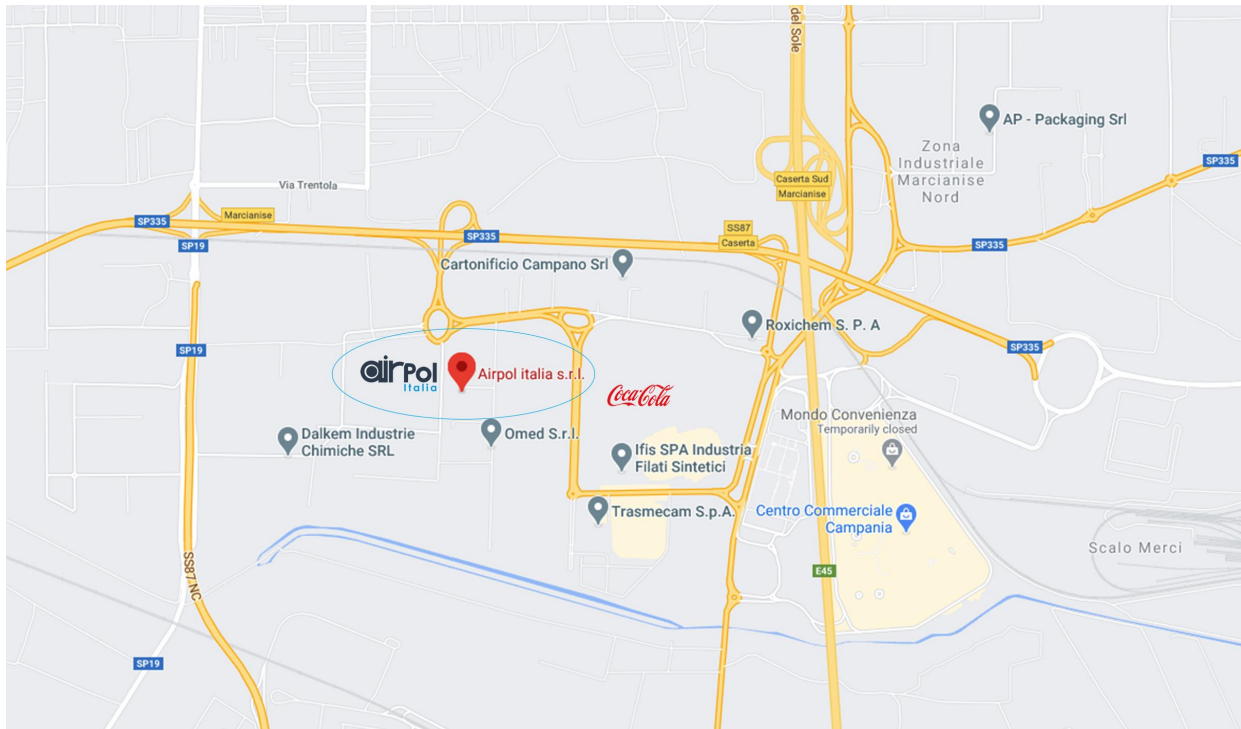 del Sole
AP - Packaging Srl
Zona
Industriale
Marcianise
Nord
SP335
Via Trentola
Caserta Sud
Marcianise
Marcianise
SP335
SS87
Caserta
SP335
SP19
SP335
Cartonificio Campano Srl
Roxichem S. P. A
SP335
SP19
airPol
Italia
Airpol italia s.r.l.
Coca-Cola
Mondo Convenienza
Temporarily closed
Dalkem Industrie
Chimiche SRL
Omed S.r.l.
Ifis SPA Industria
Filati Sintetici
Trasmecam S.p.A.
Centro Commerciale
Campania
Scalo Merci
SS87 NC
E45
SP19